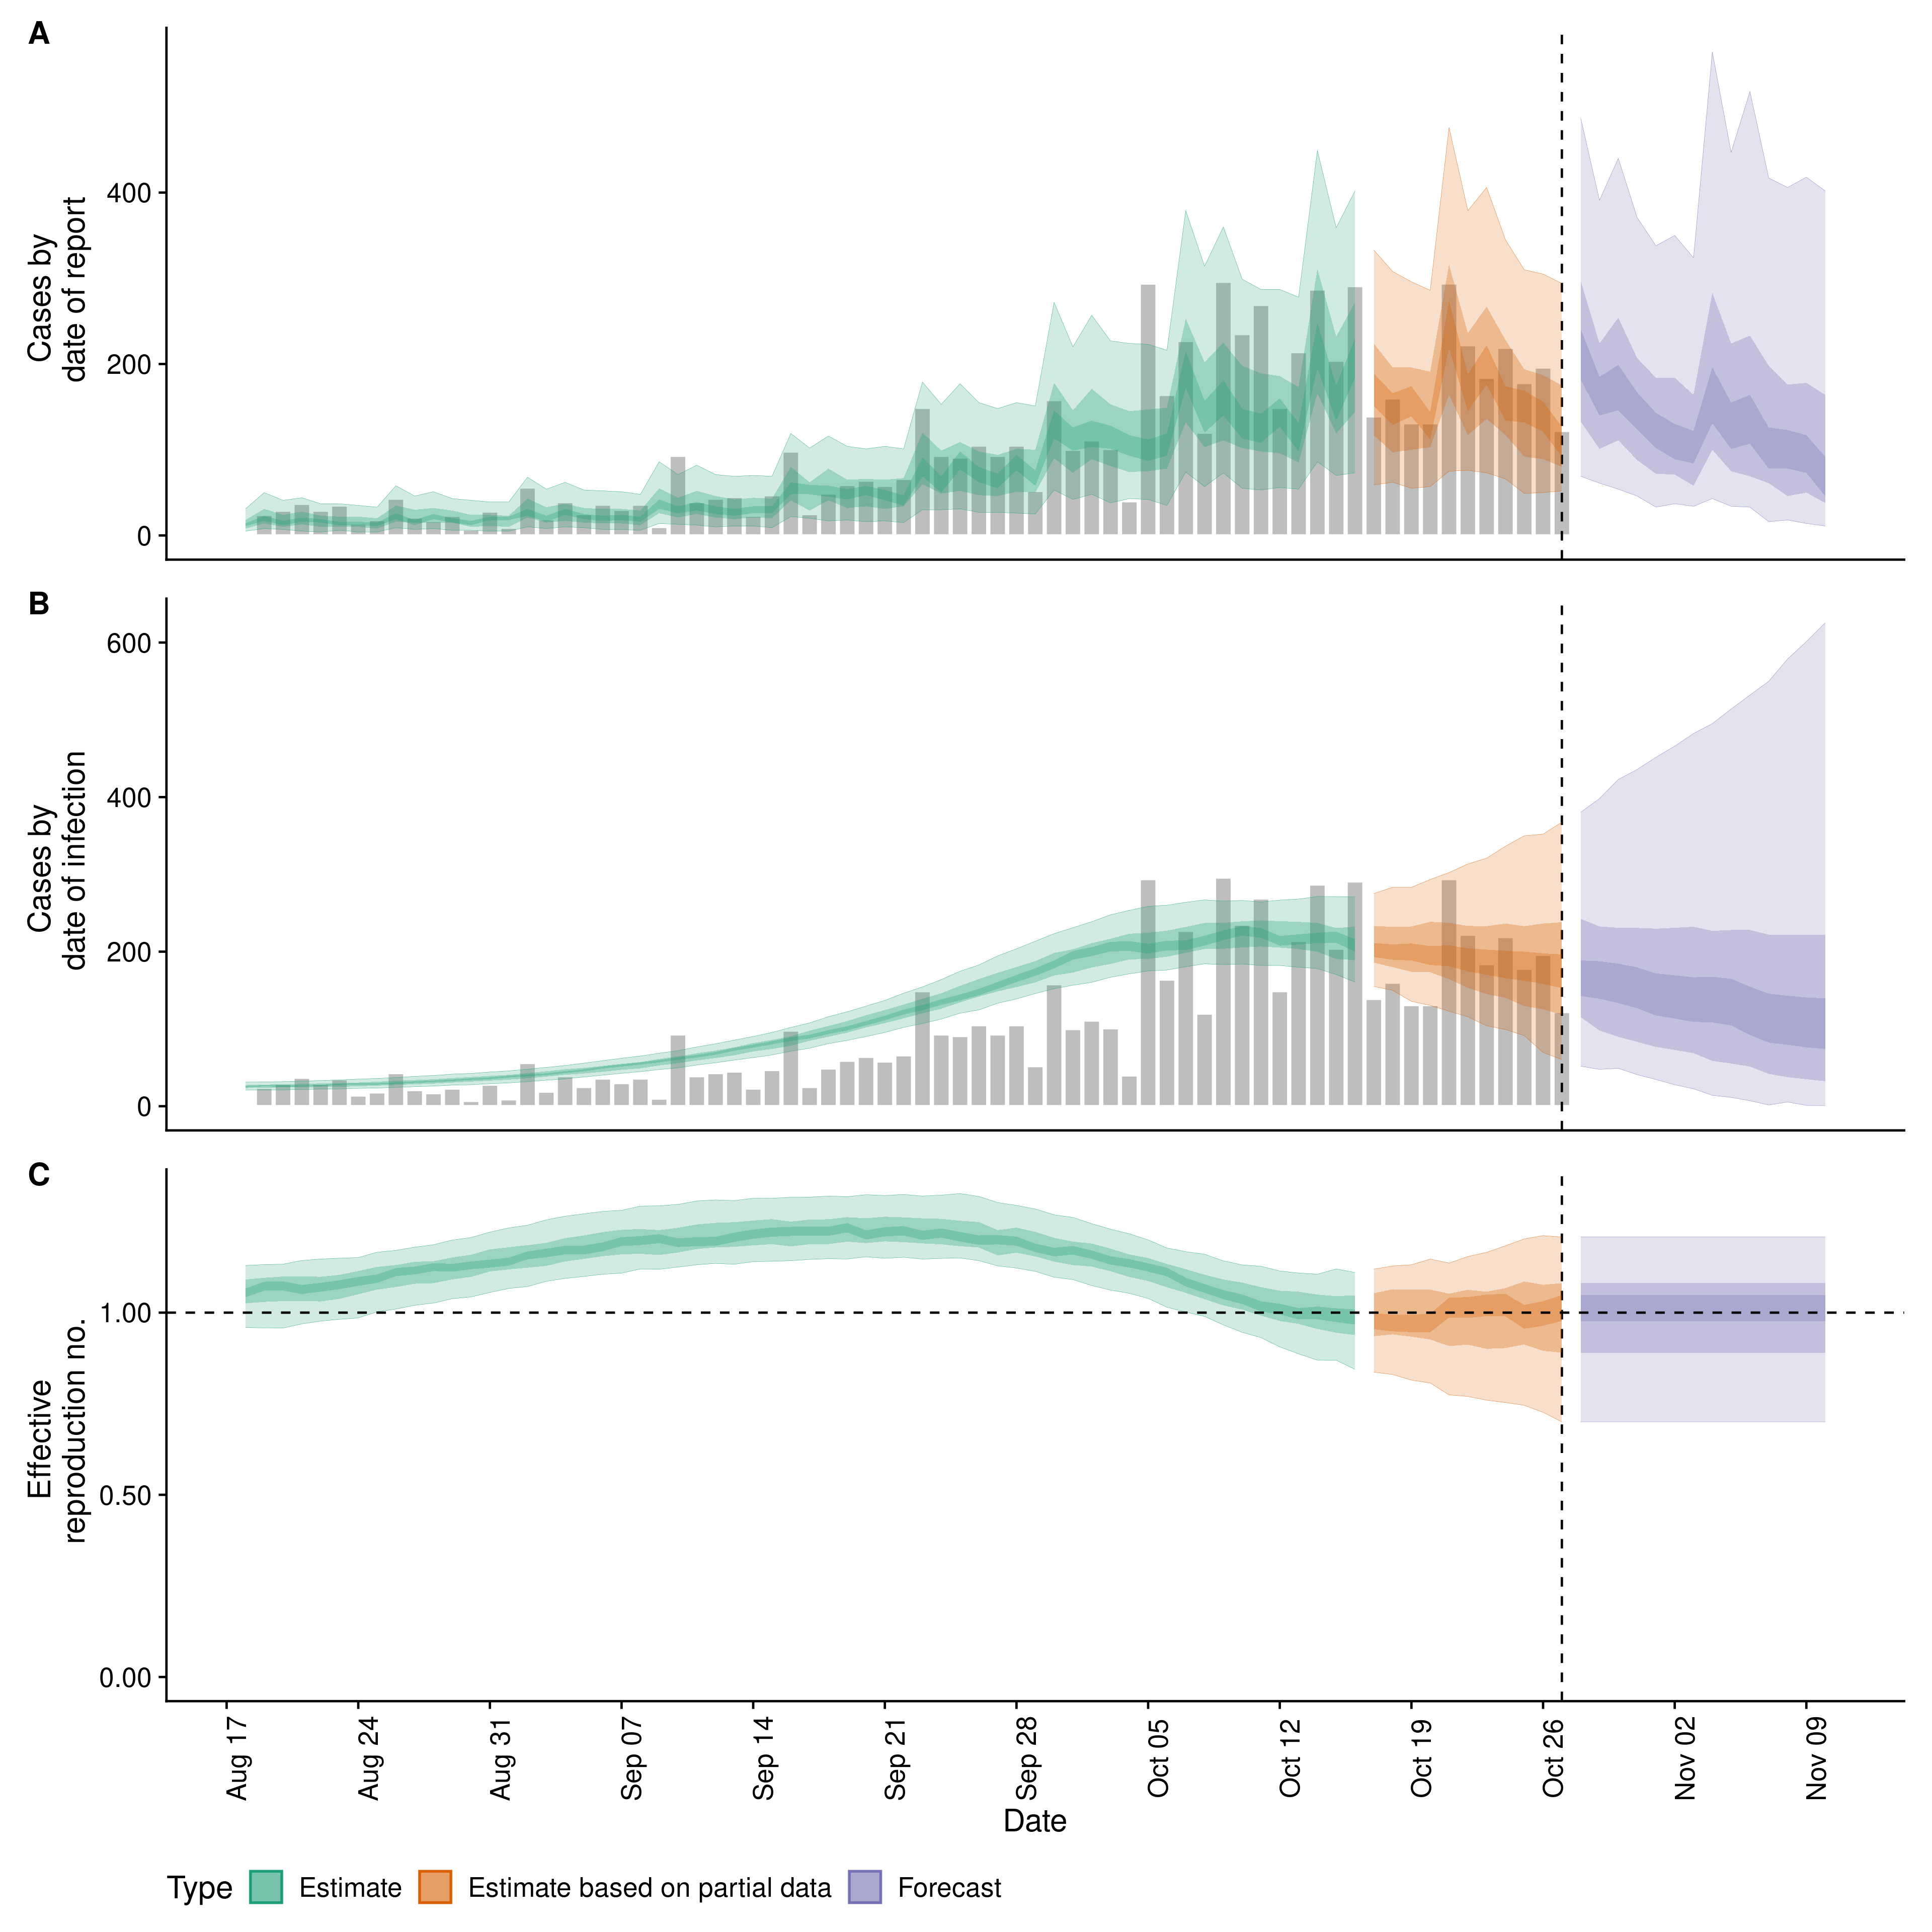 A
Cases by
date of report
400
200
0
B
Cases by
date of infection
600
400
200
0
C
Effective
reproduction no.
1.00
0.50
0.00
Aug 17
Aug 24
Aug 31
Sep 07
Sep 14
Sep 21
Sep 28
Oct 05
Oct 12
Oct 19
Oct 26
Nov 02
Nov 09
Date
Type Estimate Estimate based on partial data Forecast